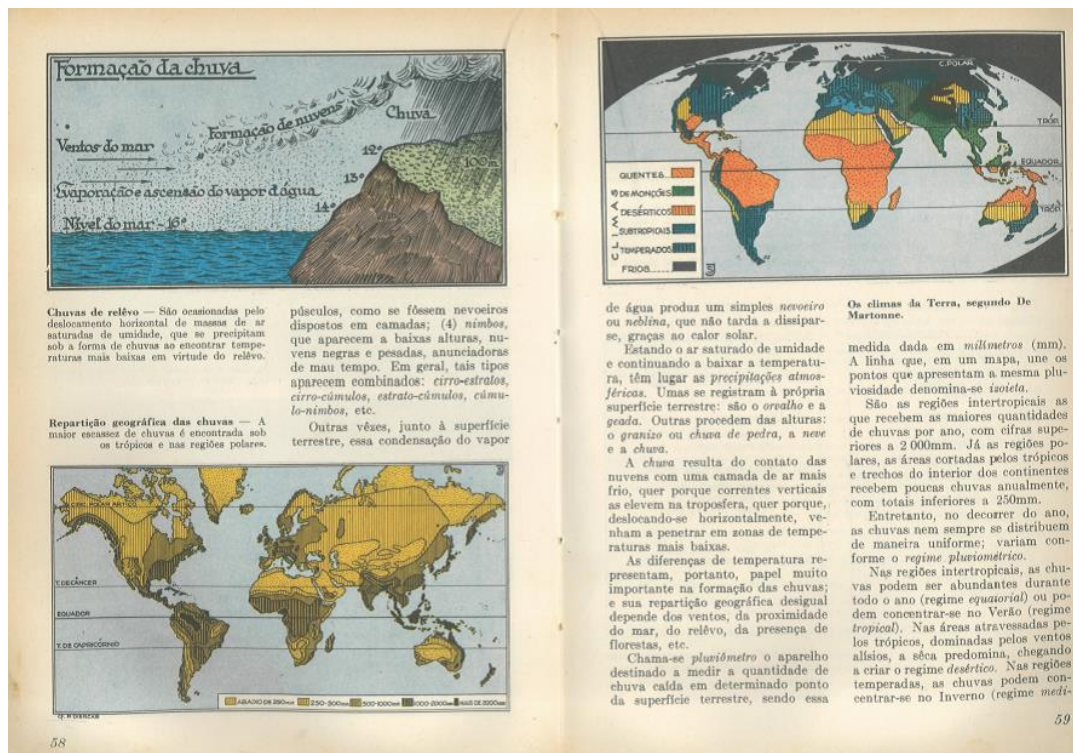 Formação da chuva
Formação de nuvens
Chuva
Ventos do mar
Evaporação e ascensão do vapor d'água
Nível do mar - 16º
12º
13º
14º
100m
Chuvas de relêvo — São ocasionadas pelo
deslocamento horizontal de massas de ar
saturadas de umidade, que se precipitam
sob a forma de chuvas ao encontrar tempe-
raturas mais baixas em virtude do relêvo.
Repartição geográfica das chuvas — A
maior escassez de chuvas é encontrada sob
os trópicos e nas regiões polares.
púsculos, como se fôssem nevoeiros
dispostos em camadas; (4) nimbos,
que aparecem a baixas alturas, nu-
vens negras e pesadas, anunciadoras
de mau tempo. Em geral, tais tipos
aparecem combinados: cirro-estratos,
cirro-cúmulos, estrato-cúmulos, cúmu-
lo-nimbos, etc.
Outras vêzes, junto à superfície
terrestre, essa condensação do vapor
CÍRC. POLAR ÁRTICO
T. DE CÂNCER
EQUADOR
T. DE CAPRICÓRNIO
ABAIXO DE 250mm
250-500mm
500-1000mm
1000-2000mm
MAIS DE 2000mm
58
C. POLAR
TRÓP.
EQUADOR
TRÓP.
CLIMAS
QUENTES
DE MONÇÕES
DESÉRTICOS
SUBTROPICAIS
TEMPERADOS
FRIOS
de água produz um simples nevoeiro
ou neblina, que não tarda a dissipar-
se, graças ao calor solar.
Estando o ar saturado de umidade
e continuando a baixar a temperatu-
ra, têm lugar as precipitações atmos-
féricas. Umas se registram à própria
superfície terrestre: são o orvalho e a
geada. Outras procedem das alturas:
o granizo ou chuva de pedra, a neve
e a chuva.
A chuva resulta do contato das
nuvens com uma camada de ar mais
frio, quer porque correntes verticais
as elevem na troposfera, quer porque,
deslocando-se horizontalmente, ve-
nham a penetrar em zonas de tempe-
raturas mais baixas.
As diferenças de temperatura re-
presentam, portanto, papel muito
importante na formação das chuvas;
e sua repartição geográfica desigual
depende dos ventos, da proximidade
do mar, do relêvo, da presença de
florestas, etc.
Chama-se pluviômetro o aparelho
destinado a medir a quantidade de
chuva caída em determinado ponto
da superfície terrestre, sendo essa
Os climas da Terra, segundo De
Martonne.
medida dada em milímetros (mm).
A linha que, em um mapa, une os
pontos que apresentam a mesma plu-
viosidade denomina-se isoieta.
São as regiões intertropicais as
que recebem as maiores quantidades
de chuvas por ano, com cifras supe-
riores a 2 000mm. Já as regiões po-
lares, as áreas cortadas pelos trópicos
e trechos do interior dos continentes
recebem poucas chuvas anualmente,
com totais inferiores a 250mm.
Entretanto, no decorrer do ano,
as chuvas nem sempre se distribuem
de maneira uniforme; variam con-
forme o regime pluviométrico.
Nas regiões intertropicais, as chu-
vas podem ser abundantes durante
todo o ano (regime equatorial) ou po-
dem concentrar-se no Verão (regime
tropical). Nas áreas atravessadas pe-
los trópicos, dominadas pelos ventos
alísios, a sêca predomina, chegando
a criar o regime desértico. Nas regiões
temperadas, as chuvas podem con-
centrar-se no Inverno (regime medi-
59